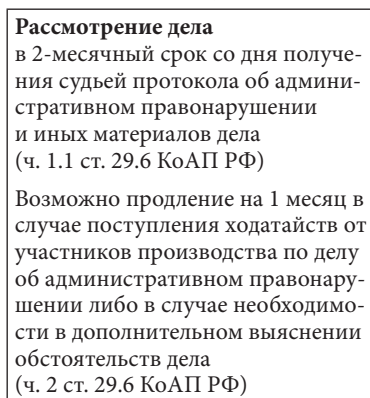 Рассмотрение дела
в 2-месячный срок со дня получе-
ния судьей протокола об админи-
стративном правонарушении
и иных материалов дела
(ч. 1.1 ст. 29.6 КоАП РФ)
Возможно продление на 1 месяц в
случае поступления ходатайств от
участников производства по делу
об административном правонару-
шении либо в случае необходимо-
сти в дополнительном выяснении
обстоятельств дела
(ч. 2 ст. 29.6 КоАП РФ)